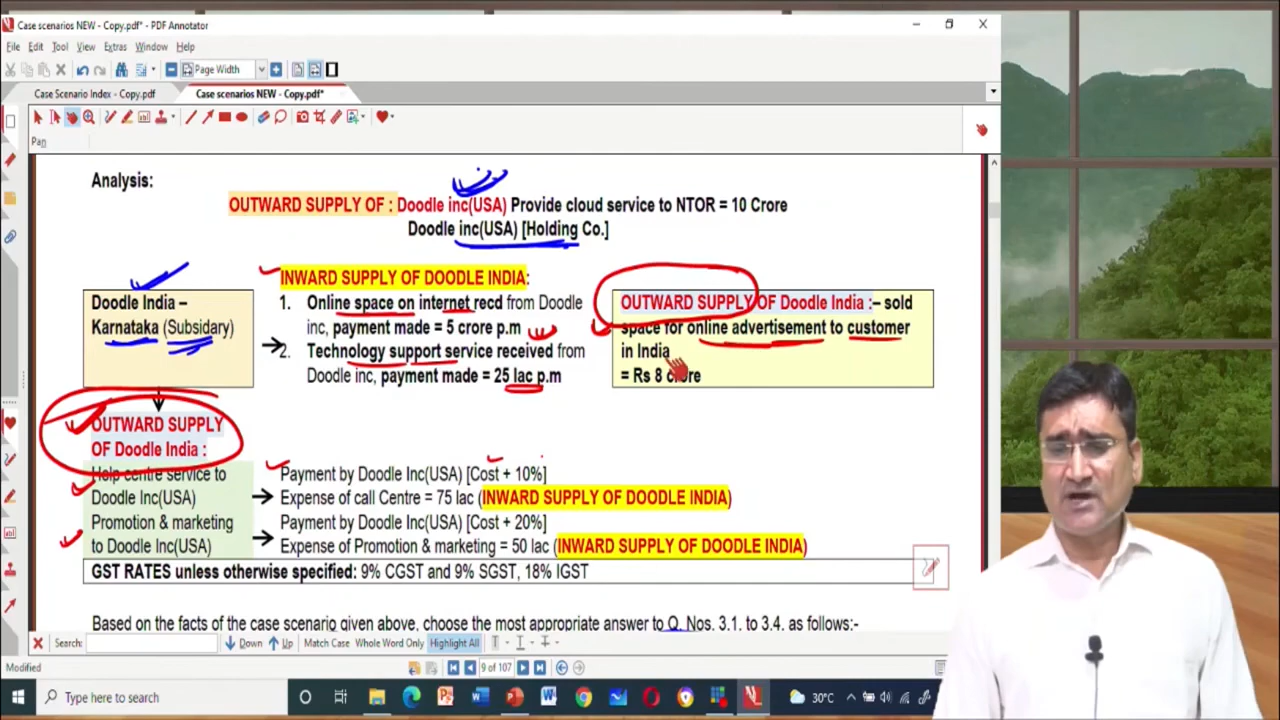 Case scenarios NEW - Copy.pdf* - PDF Annotator
File Edit Tool View Extras Window Help
Page Width
Case Scenario Index - Copy.pdf Case scenarios NEW - Copy.pdf*
Pan
Analysis:
OUTWARD SUPPLY OF : Doodle inc(USA) Provide cloud service to NTOR = 10 Crore
Doodle inc(USA) [Holding Co.]
INWARD SUPPLY OF DOODLE INDIA:
Doodle India –
Karnataka (Subsidary)
1. Online space on internet recd from Doodle
inc, payment made = 5 crore p.m
2. Technology support service received from
Doodle inc, payment made = 25 lac p.m
OUTWARD SUPPLY OF Doodle India :– sold
space for online advertisement to customer
in India
= Rs 8 crore
OUTWARD SUPPLY
OF Doodle India :
Help centre service to
Doodle Inc(USA)
Promotion & marketing
to Doodle Inc(USA)
Payment by Doodle Inc(USA) [Cost + 10%]
Expense of call Centre = 75 lac (INWARD SUPPLY OF DOODLE INDIA)
Payment by Doodle Inc(USA) [Cost + 20%]
Expense of Promotion & marketing = 50 lac (INWARD SUPPLY OF DOODLE INDIA)
GST RATES unless otherwise specified: 9% CGST and 9% SGST, 18% IGST
Based on the facts of the case scenario given above, choose the most appropriate answer to Q. Nos. 3.1. to 3.4. as follows:-
Search: Down Up Match Case Whole Word Only Highlight All
Modified 9 of 107
Type here to search 30°C